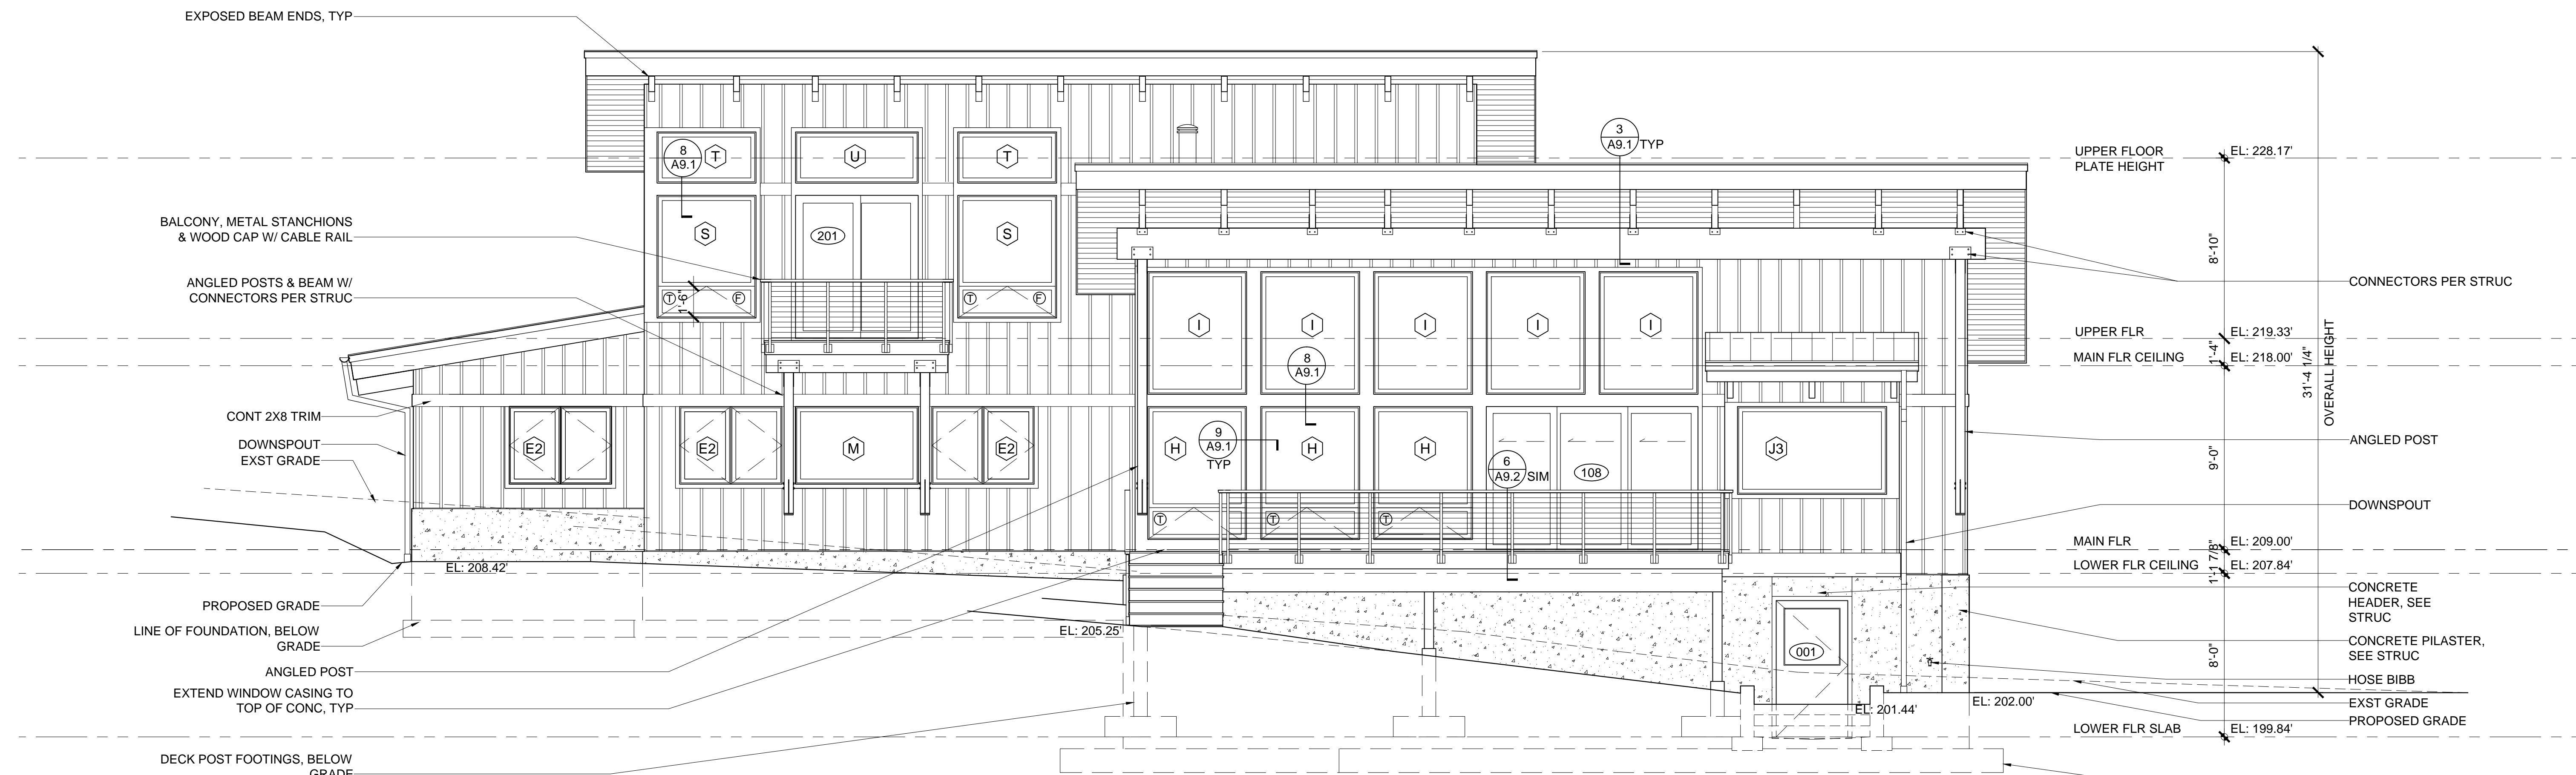 EXPOSED BEAM ENDS, TYP
BALCONY, METAL STANCHIONS
& WOOD CAP W/ CABLE RAIL
ANGLED POSTS & BEAM W/
CONNECTORS PER STRUC
CONT 2X8 TRIM
DOWNSPOUT
EXST GRADE
PROPOSED GRADE
LINE OF FOUNDATION, BELOW
GRADE
ANGLED POST
EXTEND WINDOW CASING TO
TOP OF CONC, TYP
DECK POST FOOTINGS, BELOW
GRADE
8
A9.1
T
U
T
S
201
S
T
F
T
F
1'-6"
E2
E2
M
E2
EL: 208.42'
EL: 205.25'
3
A9.1
TYP
I
I
I
I
I
8
A9.1
H
9
A9.1
TYP
H
H
6
A9.2
SIM
108
J3
T
T
T
001
EL: 201.44'
EL: 202.00'
UPPER FLOOR
PLATE HEIGHT
EL: 228.17'
8'-10"
UPPER FLR
EL: 219.33'
1'-4"
MAIN FLR CEILING
EL: 218.00'
9'-0"
MAIN FLR
EL: 209.00'
1'-1 7/8"
LOWER FLR CEILING
EL: 207.84'
8'-0"
LOWER FLR SLAB
EL: 199.84'
31'-4 1/4"
OVERALL HEIGHT
CONNECTORS PER STRUC
ANGLED POST
DOWNSPOUT
CONCRETE
HEADER, SEE
STRUC
CONCRETE PILASTER,
SEE STRUC
HOSE BIBB
EXST GRADE
PROPOSED GRADE